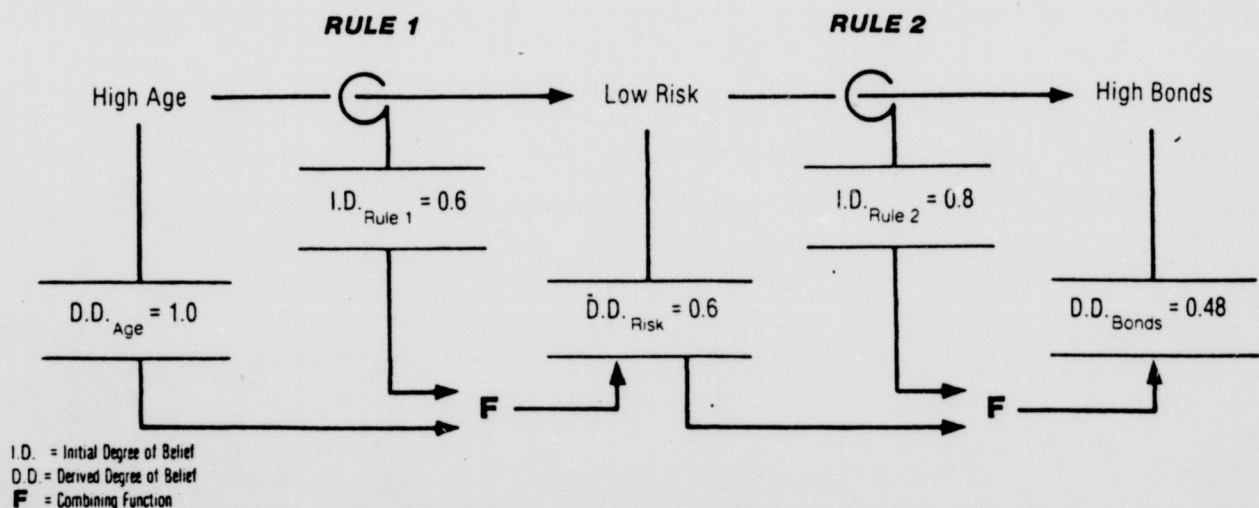 RULE 1
RULE 2
High Age
Low Risk
High Bonds
I.D. Rule 1 = 0.6
I.D. Rule 2 = 0.8
D.D. Age = 1.0
D.D. Risk = 0.6
D.D. Bonds = 0.48
F
F
I.D. = Initial Degree of Belief
D.D. = Derived Degree of Belief
F = Combining Function